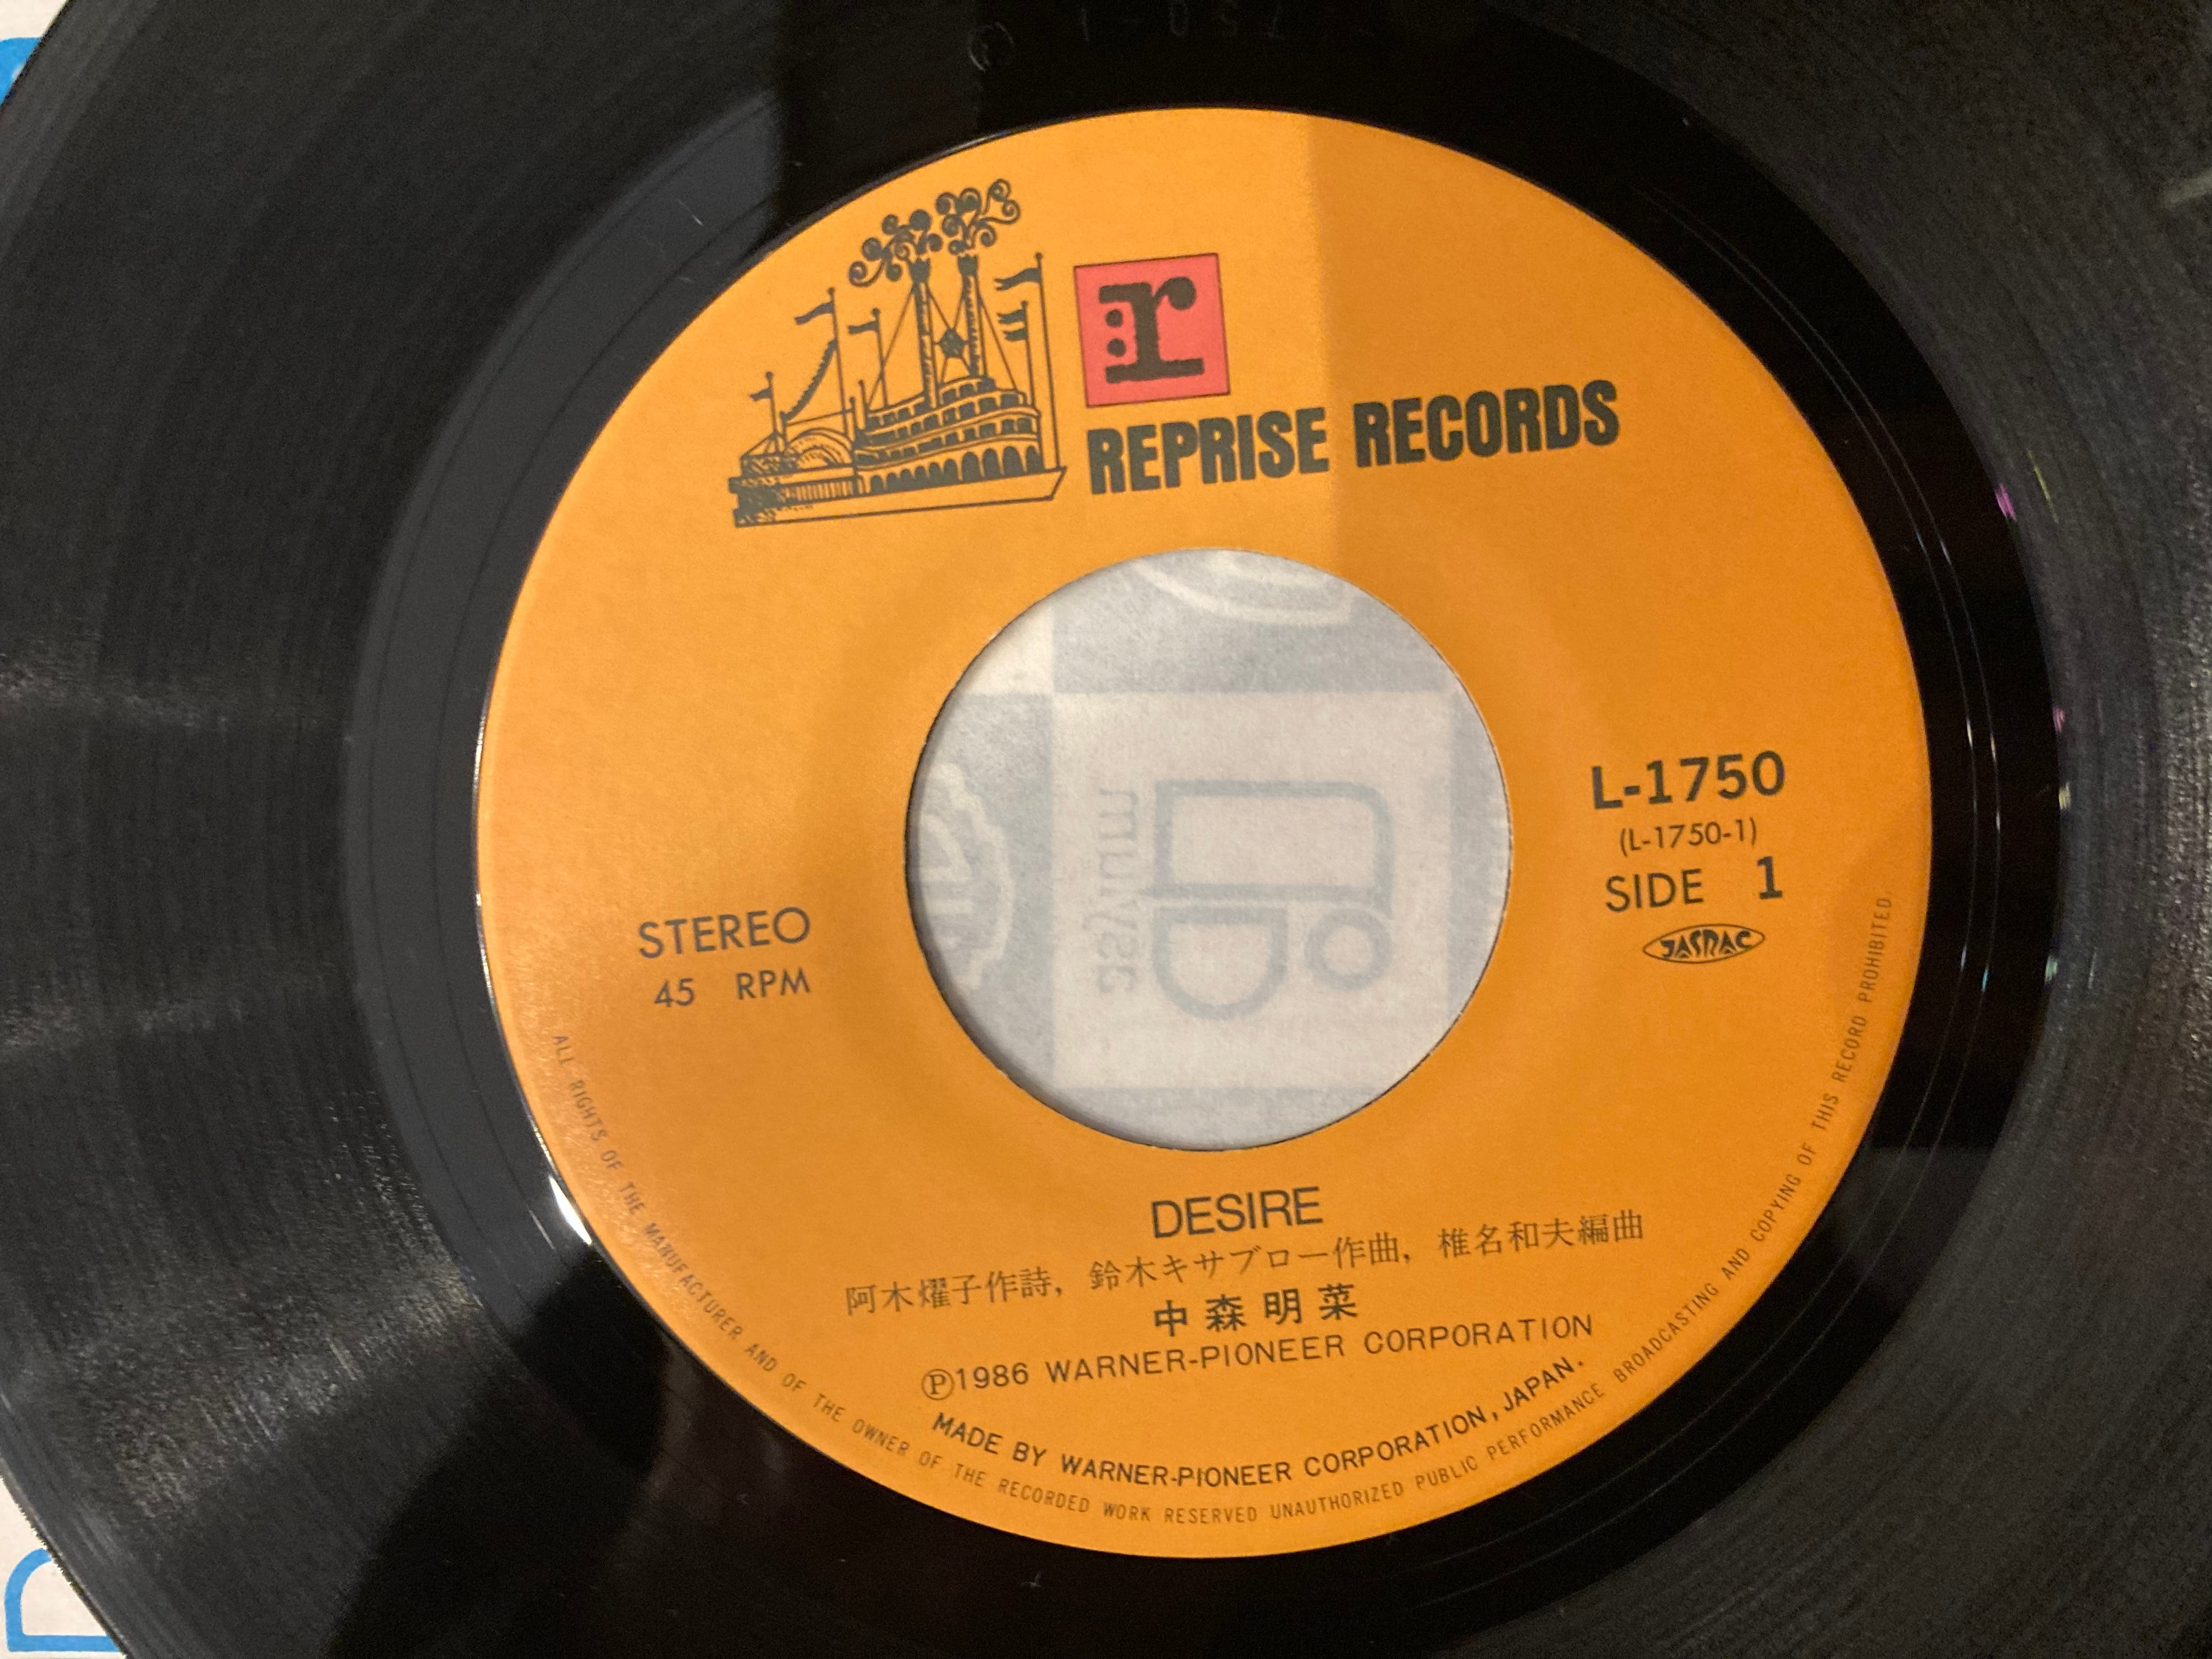 r:
REPRISE RECORDS
L-1750
(L-1750-1)
SIDE 1
JASRAC
STEREO
45 RPM
DESIRE
阿木燿子作詩, 鈴木キサブロー作曲, 椎名和夫編曲
中森明菜
Ⓟ1986 WARNER-PIONEER CORPORATION
MADE BY WARNER-PIONEER CORPORATION, JAPAN.
ALL RIGHTS OF THE MANUFACTURER AND OF THE OWNER OF THE RECORDED WORK RESERVED UNAUTHORIZED PUBLIC PERFORMANCE BROADCASTING AND COPYING OF THIS RECORD PROHIBITED.